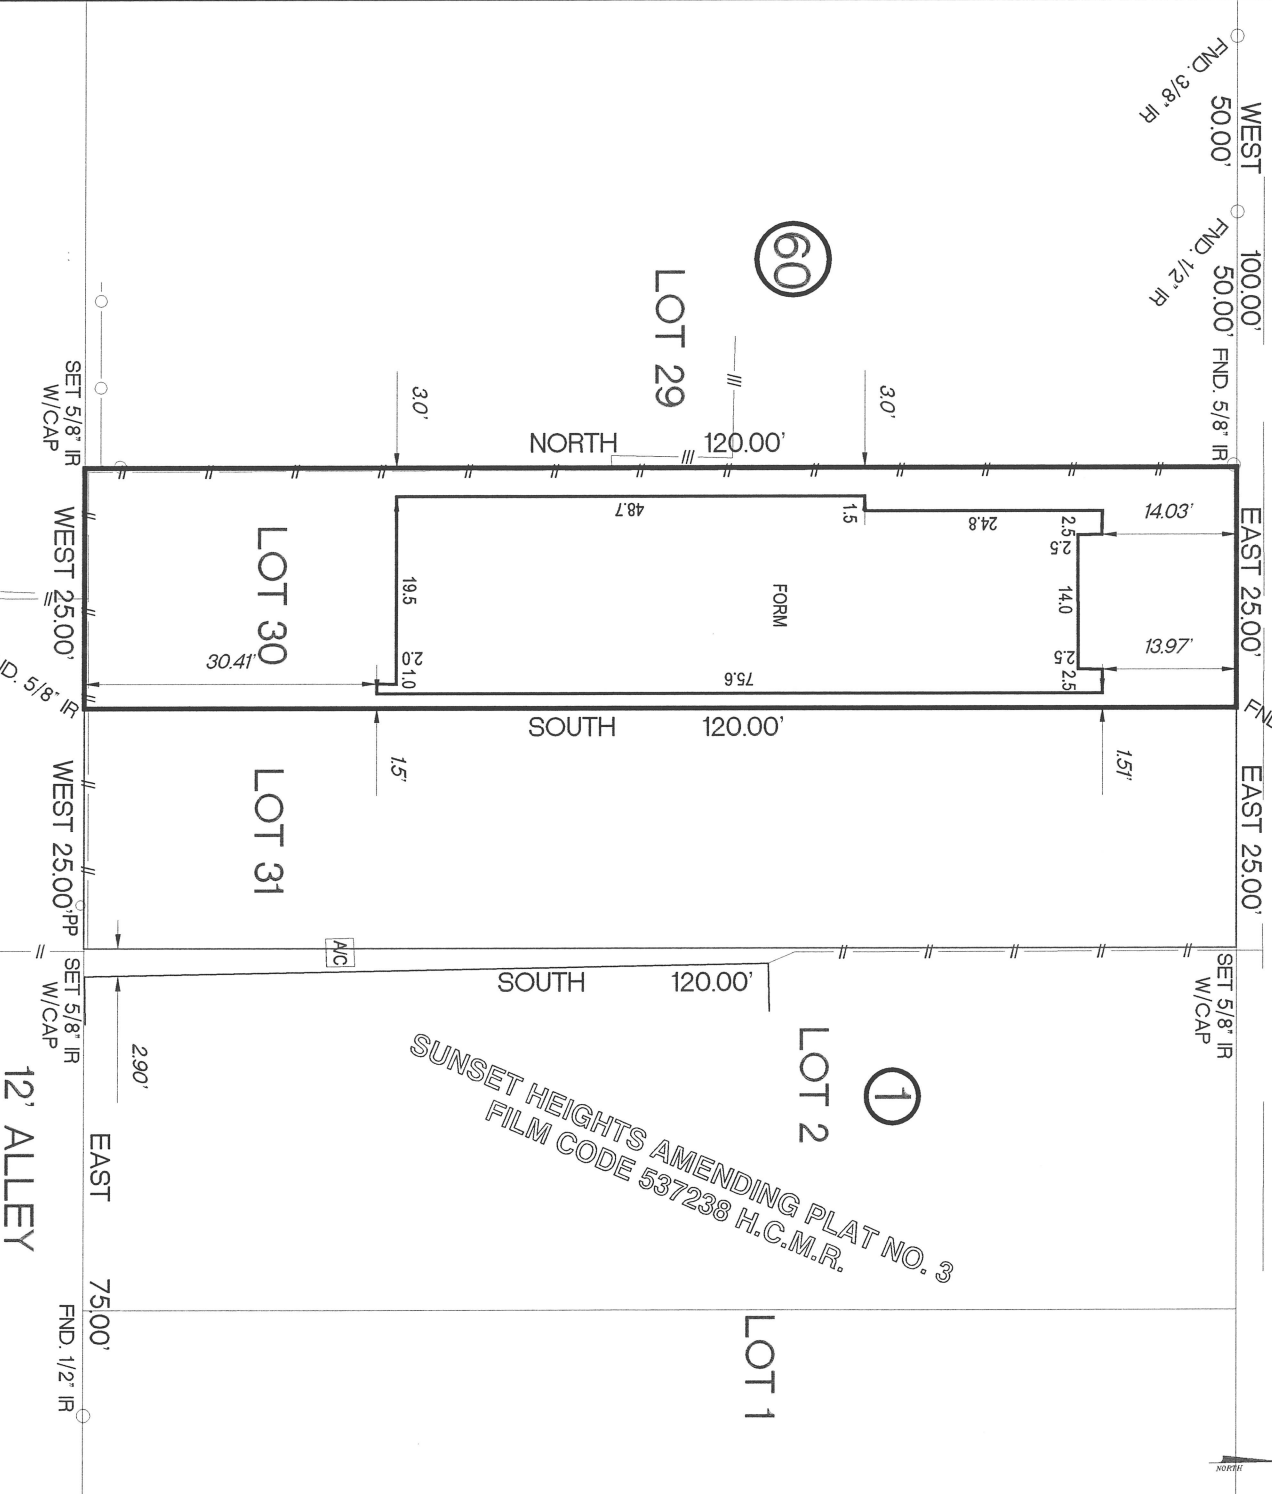 WEST 100.00'
50.00'
50.00'
FND. 3/8" IR
FND. 1/2" IR
FND. 5/8" IR
EAST 25.00'
EAST 25.00'
60
LOT 29
3.0'
3.0'
NORTH 120.00'
14.03'
13.97'
48.7
1.5
24.8
2.5
2.5
14.0
2.5
2.5
FORM
19.5
2.0
1.0
75.6
30.41'
LOT 30
SET 5/8" IR
W/CAP
WEST 25.00'
ND. 5/8" IR
FND
SOUTH 120.00'
1.5'
1.51'
LOT 31
WEST 25.00'
PP
A/C
SET 5/8" IR
W/CAP
SET 5/8" IR
W/CAP
SOUTH 120.00'
2.90'
LOT 2
1
SUNSET HEIGHTS AMENDING PLAT NO. 3
FILM CODE 537238 H.C.M.R.
12' ALLEY
EAST 75.00'
FND. 1/2" IR
LOT 1
NORTH